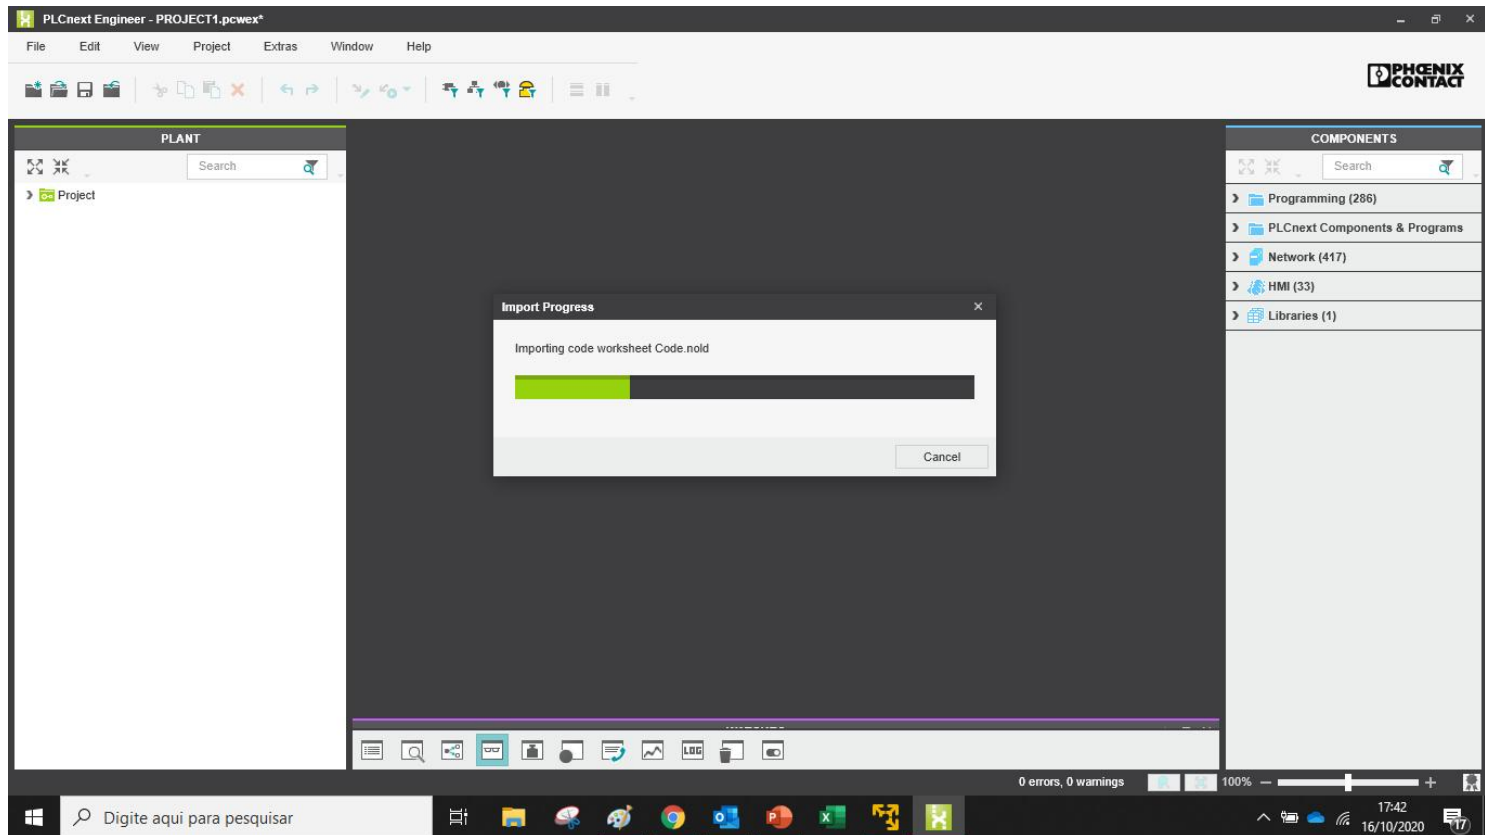 PLCnext Engineer - PROJECT1.pcwex*
File Edit View Project Extras Window Help
PHŒNIX
CONTACT
PLANT
Search
Project
COMPONENTS
Search
Programming (286)
PLCnext Components & Programs
Network (417)
HMI (33)
Libraries (1)
Import Progress
Importing code worksheet Code.nold
Cancel
LOG
0 errors, 0 warnings
100%
Digite aqui para pesquisar
17:42
16/10/2020
17